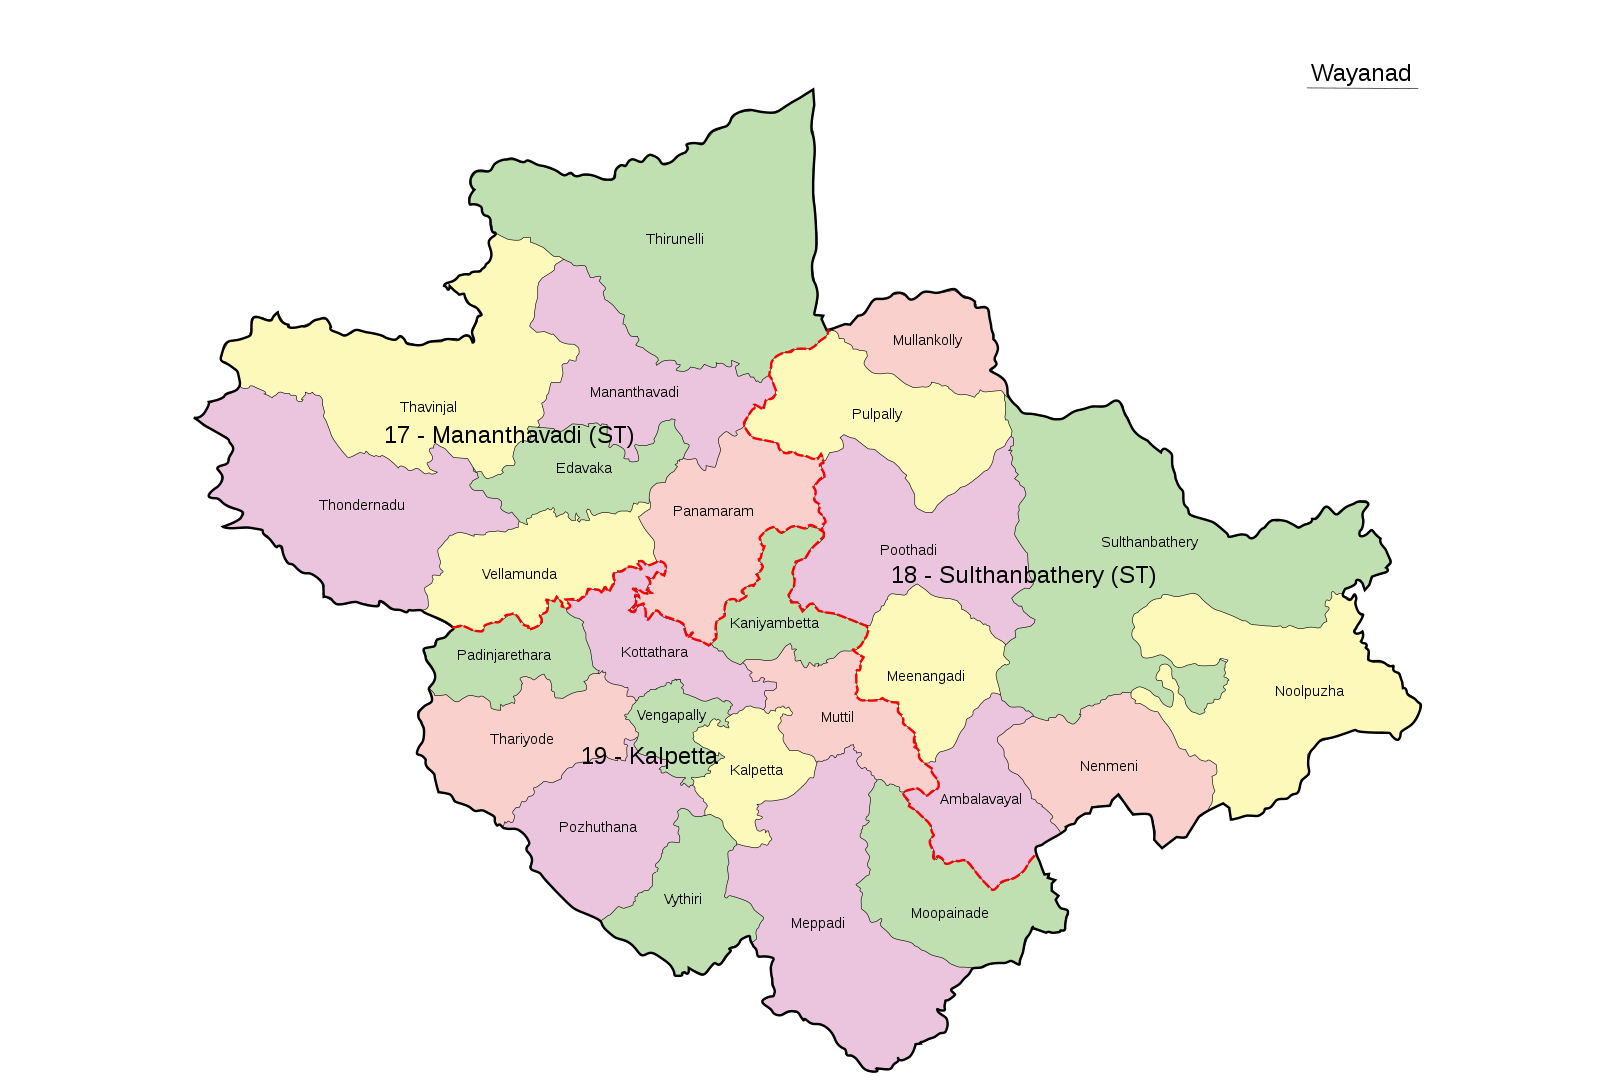 Wayanad
Thirunelli
Mullankolly
Mananthavadi
Thavinjal
Pulpally
17 - Mananthavadi (ST)
Edavaka
Thondernadu
Panamaram
Sulthanbathery
Poothadi
Vellamunda
18 - Sulthanbathery (ST)
Kaniyambetta
Kottathara
Padinjarethara
Meenangadi
Noolpuzha
Vengapally
Muttil
Thariyode
19 - Kalpetta
Kalpetta
Nenmeni
Ambalavayal
Pozhuthana
Vythiri
Moopainade
Meppadi